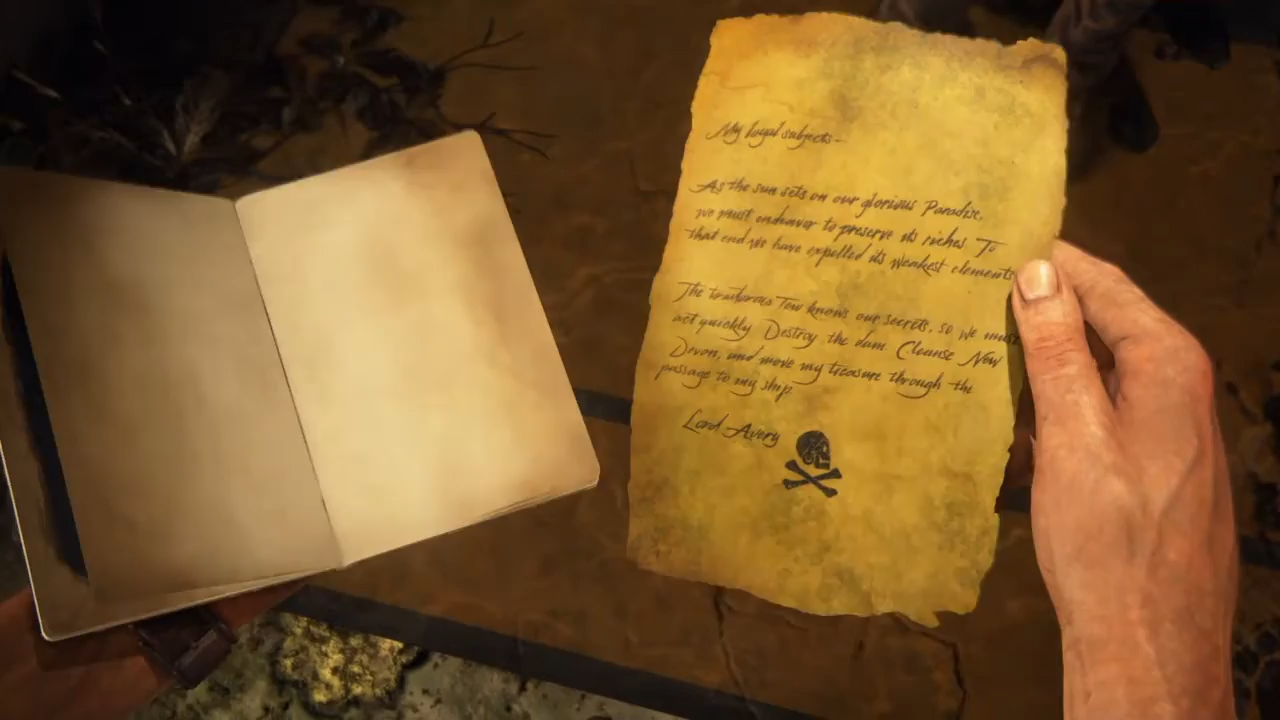 My loyal subjects-
As the sun sets on our glorious Paradise,
we must endeavor to preserve its riches. To
that end we have expelled its weakest elements.
The traitorous Tew knows our secrets, so we must
act quickly. Destroy the dam. Cleanse New
Devon, and move my treasure through the
passage to my ship.
Lord Avery